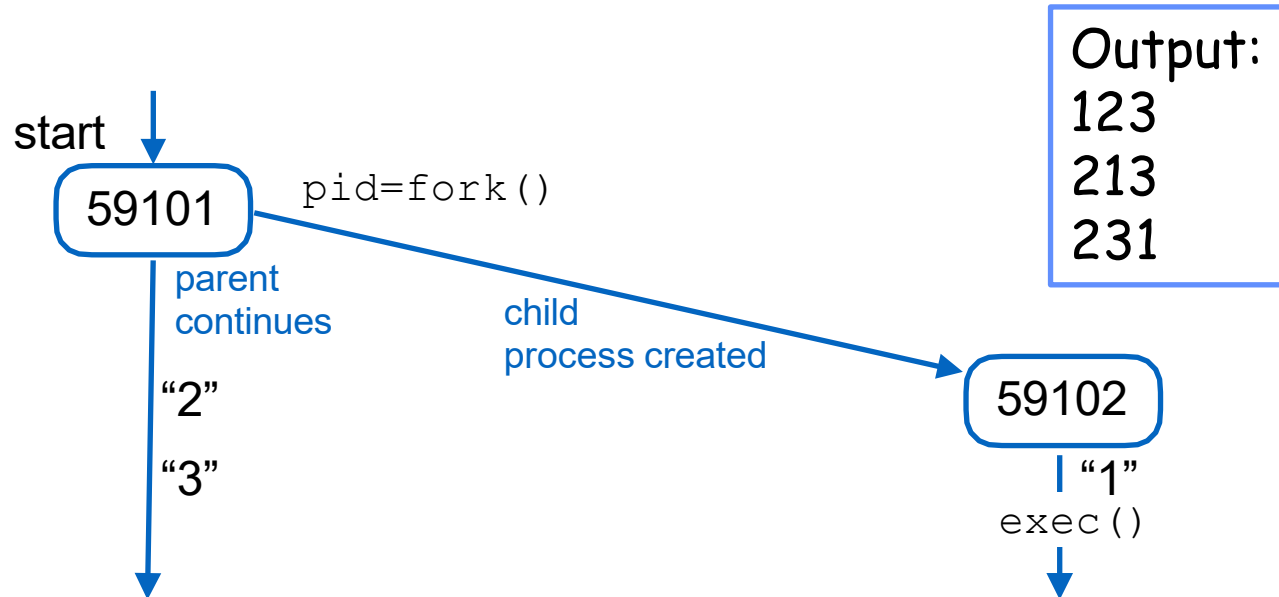 Output:
123
213
231
start
59101
pid=fork()
parent
continues
child
process created
“2”
“3”
59102
“1”
exec()